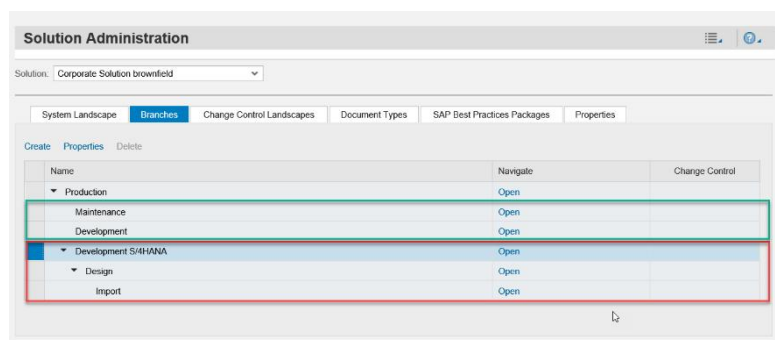 Solution Administration
Solution: Corporate Solution brownfield
System Landscape Branches Change Control Landscapes Document Types SAP Best Practices Packages Properties
Create Properties Delete
Name Navigate Change Control
Production Open
Maintenance Open
Development Open
Development S/4HANA Open
Design Open
Import Open